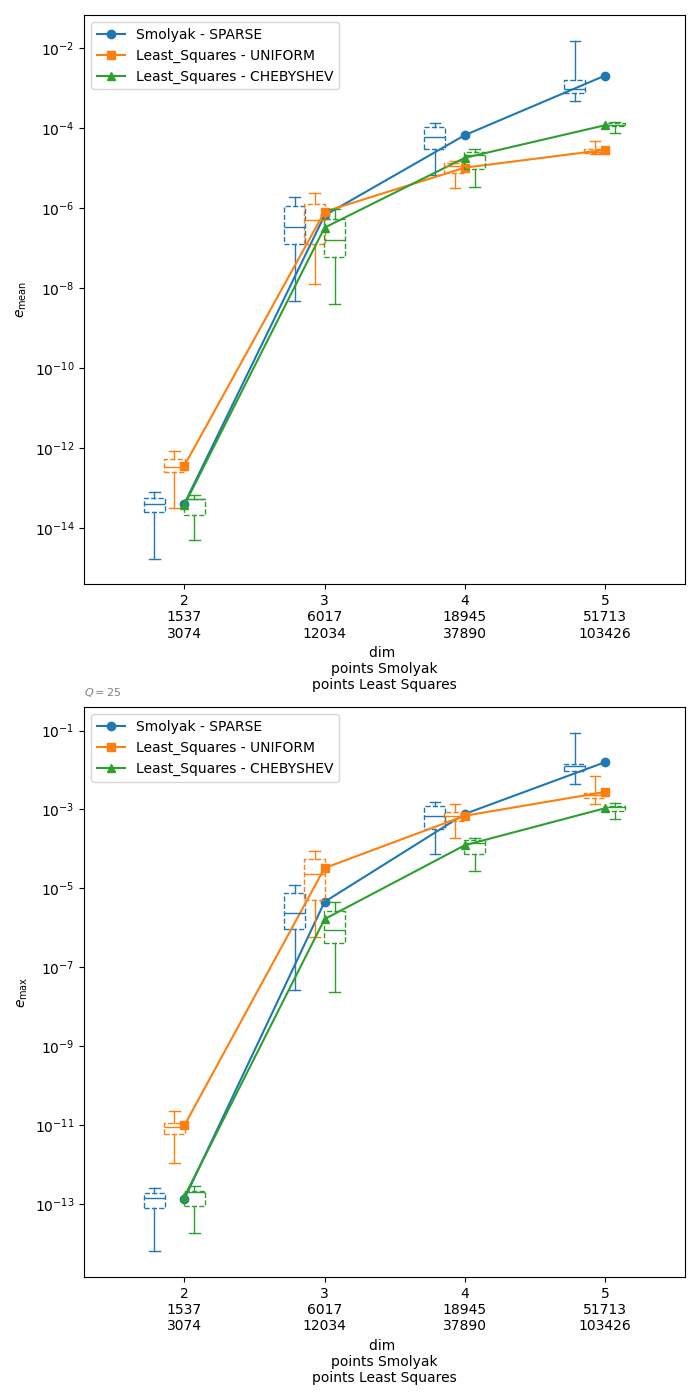 Smolyak - SPARSE
Least_Squares - UNIFORM
Least_Squares - CHEBYSHEV
10⁻²
10⁻⁴
10⁻⁶
10⁻⁸
10⁻¹⁰
10⁻¹²
10⁻¹⁴
e_mean
2 3 4 5
1537 6017 18945 51713
3074 12034 37890 103426
dim
points Smolyak
points Least Squares
Q = 25
Smolyak - SPARSE
Least_Squares - UNIFORM
Least_Squares - CHEBYSHEV
10⁻¹
10⁻³
10⁻⁵
10⁻⁷
10⁻⁹
10⁻¹¹
10⁻¹³
e_max
2 3 4 5
1537 6017 18945 51713
3074 12034 37890 103426
dim
points Smolyak
points Least Squares